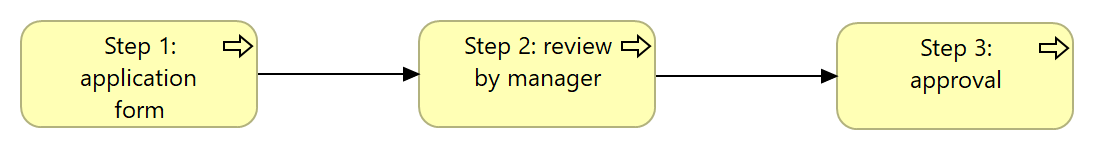 Step 1:
application
form
Step 2: review
by manager
Step 3:
approval